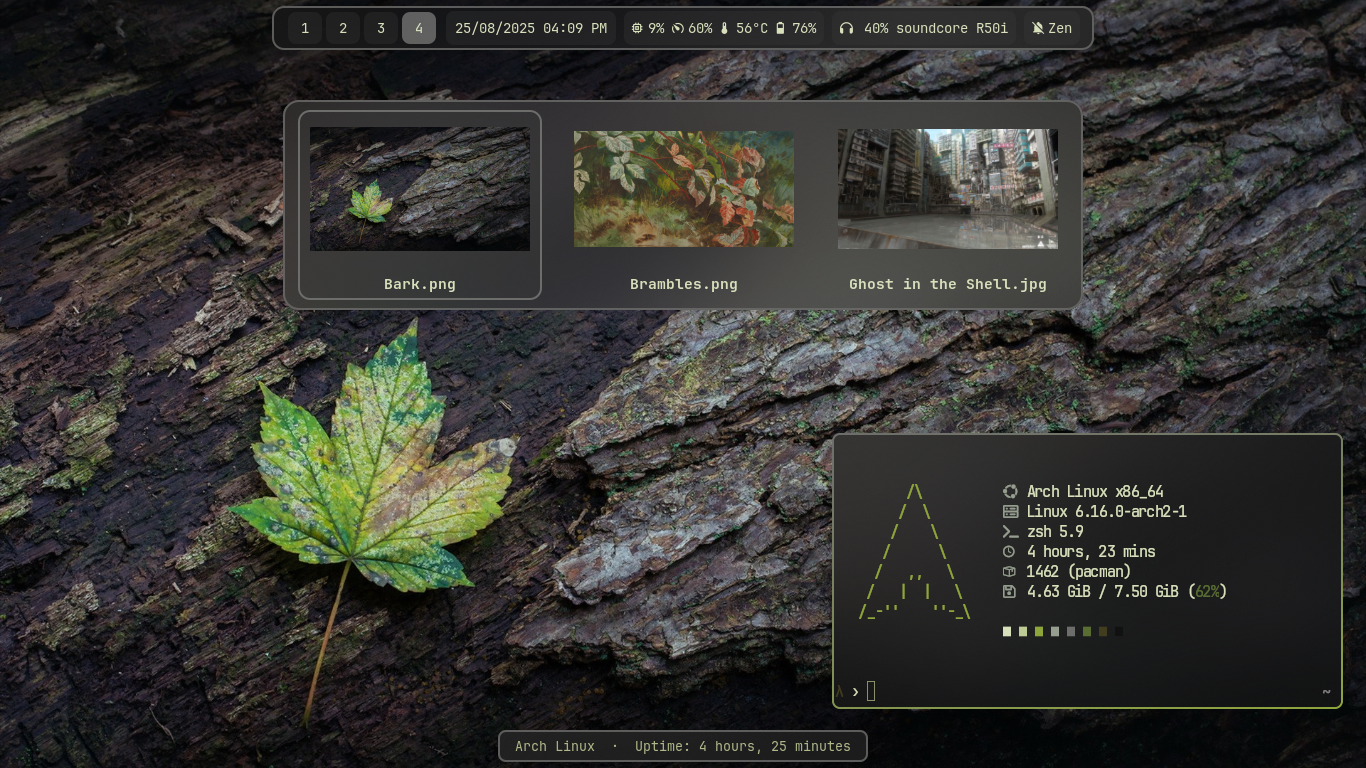 1 2 3 4 25/08/2025 04:09 PM 9% 60% 56°C 76% 40% soundcore R50i Zen
Bark.png Brambles.png Ghost in the Shell.jpg
Arch Linux x86_64
Linux 6.16.0-arch2-1
zsh 5.9
4 hours, 23 mins
1462 (pacman)
4.63 GiB / 7.50 GiB (62%)
λ ❯ ~
Arch Linux · Uptime: 4 hours, 25 minutes